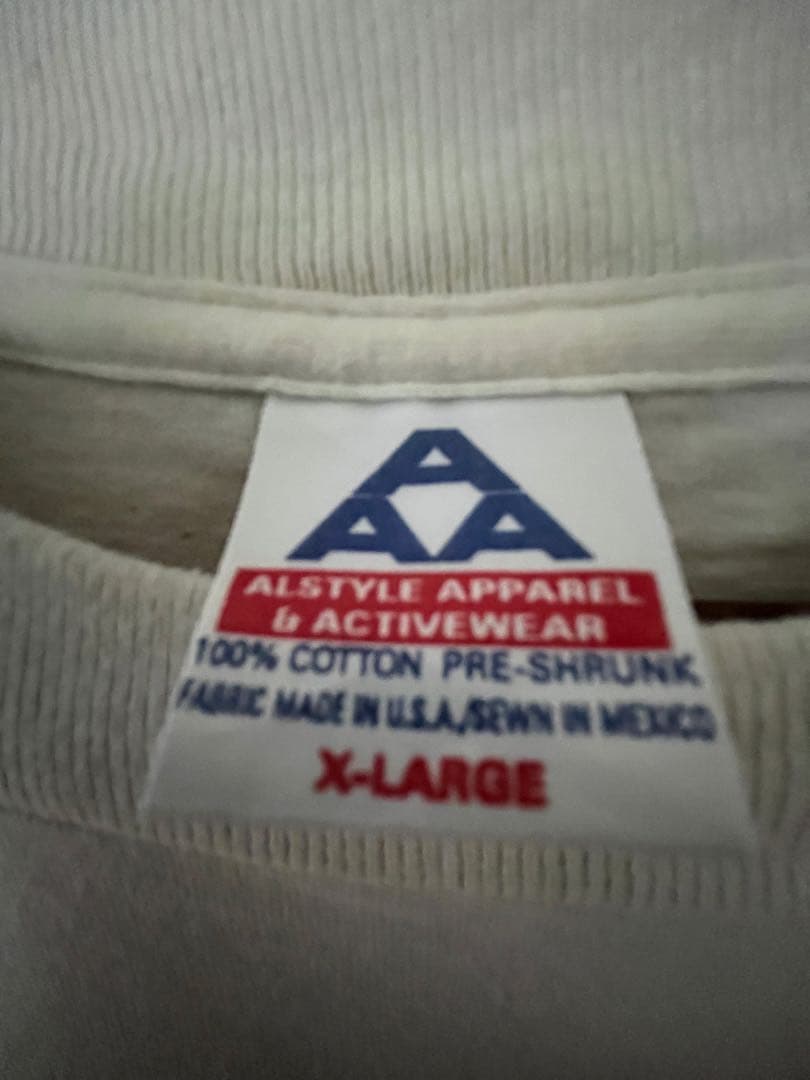 A
A A
ALSTYLE APPAREL
& ACTIVEWEAR
100% COTTON PRE-SHRUNK
FABRIC MADE IN U.S.A./SEWN IN MEXICO
X-LARGE